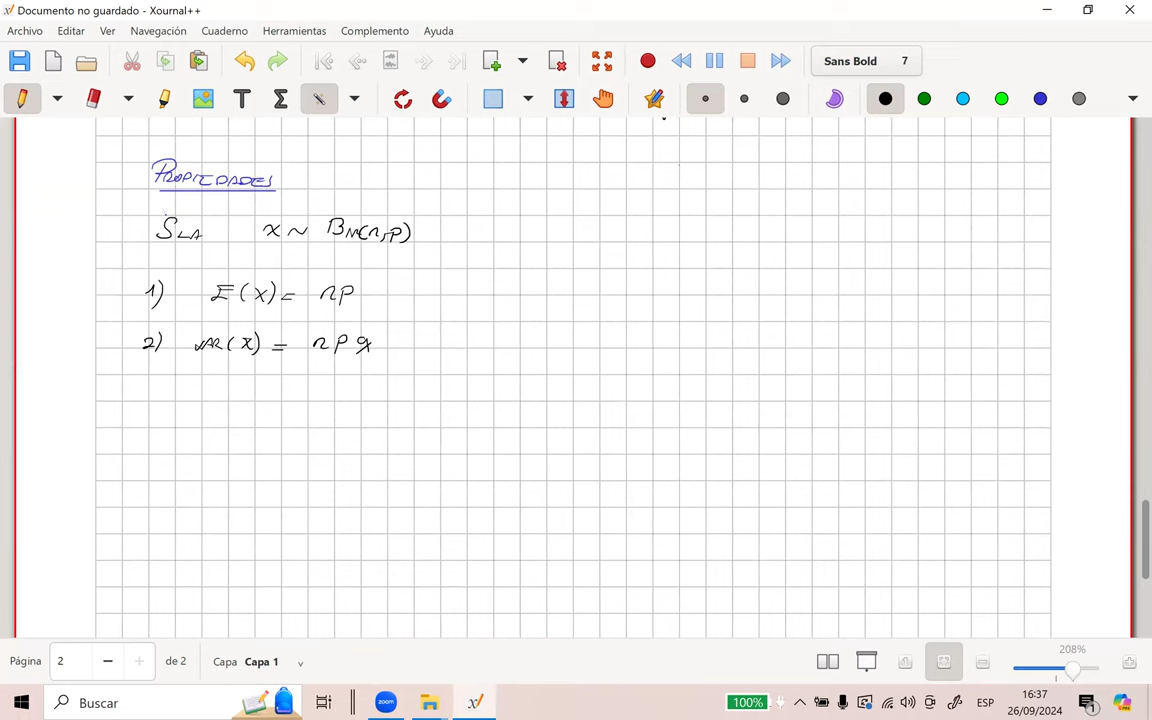 Documento no guardado - Xournal++
Archivo Editar Ver Navegación Cuaderno Herramientas Complemento Ayuda
Sans Bold 7
PROPIEDADES
SEA x ~ BIN(n,p)
1) E(x) = np
2) VAR(x) = npq
Página 2 de 2 Capa Capa 1 208%
Buscar zoom 100% ESP 16:37
26/09/2024 1